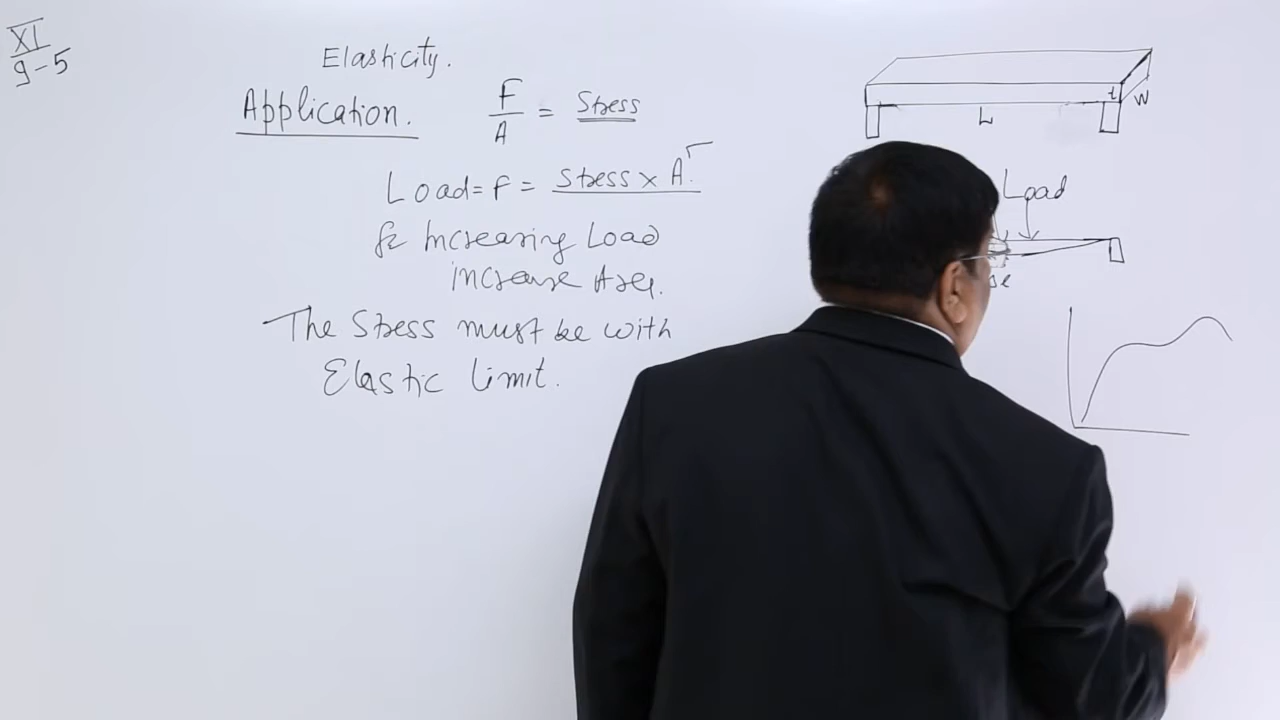 XI
9-5
Elasticity.
Application.
F/A = Stress
Load = F = Stress × A.
for Increasing Load
increase Area.
The Stress must be with
Elastic limit.
t
W
L
Load